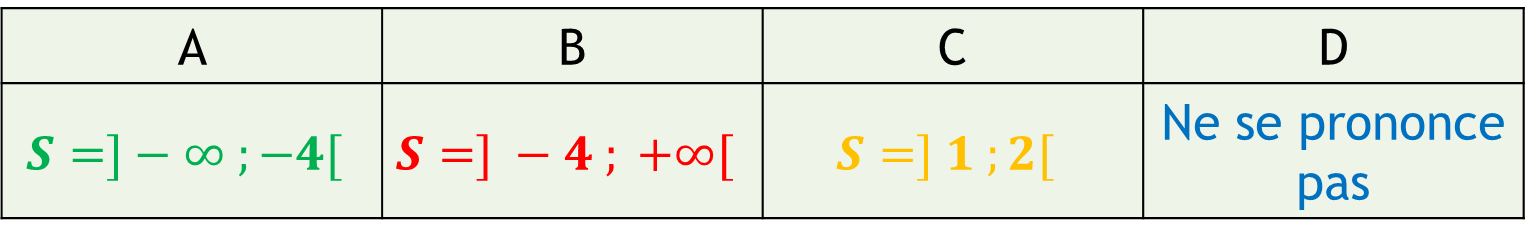 A B C D
S =] − ∞ ; −4[ S =] − 4 ; +∞[ S =] 1 ; 2[ Ne se prononce
pas